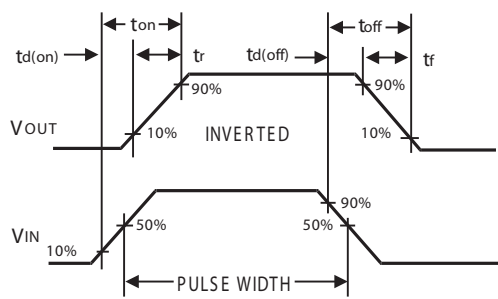 ton toff
td(on) tr td(off) tf
90% 90%
VOUT 10% INVERTED 10%
90%
VIN 50% 50%
10%
PULSE WIDTH